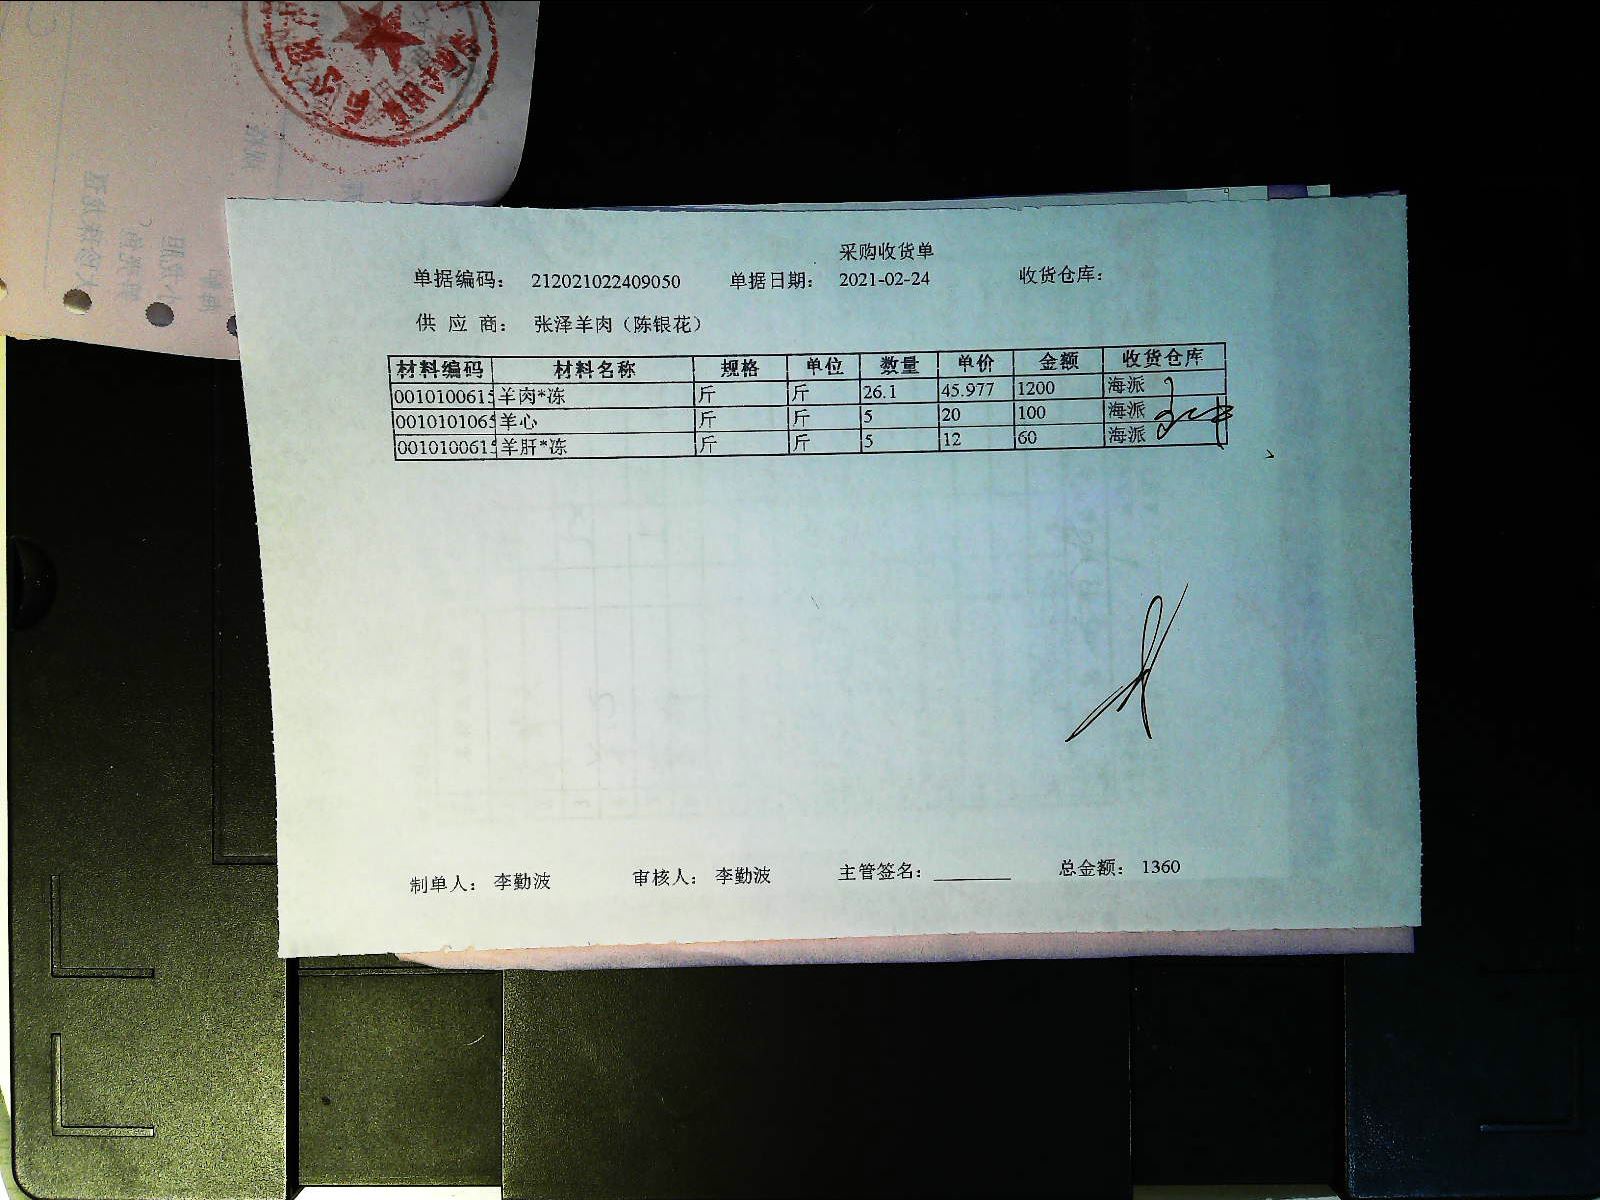 采购收货单
单据编码： 212021022409050 单据日期： 2021-02-24 收货仓库：
供 应 商： 张泽羊肉（陈银花）
材料编码 材料名称 规格 单位 数量 单价 金额 收货仓库
001010061 羊肉*冻 斤 斤 26.1 45.977 1200 海派
001010106 羊心 斤 斤 5 20 100 海派
001010061 羊肝*冻 斤 斤 5 12 60 海派
制单人： 李勤波 审核人： 李勤波 主管签名：________ 总金额： 1360